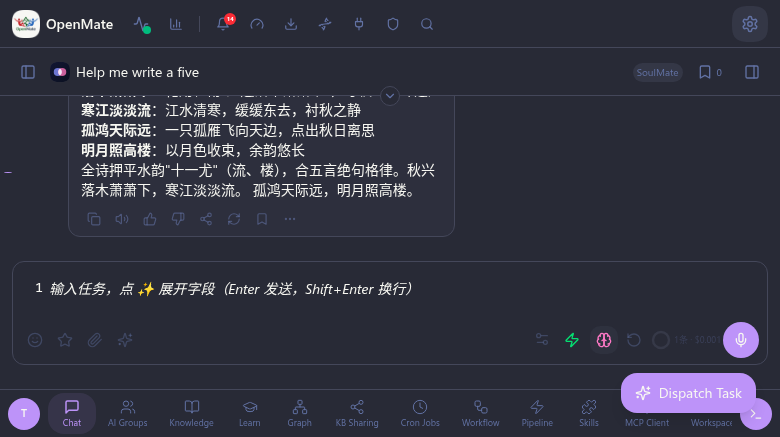 OpenMate
14
Help me write a five
SoulMate
0
寒江淡淡流：江水清寒，缓缓东去，衬秋之静
孤鸿天际远：一只孤雁飞向天边，点出秋日离思
明月照高楼：以月色收束，余韵悠长
全诗押平水韵"十一尤"（流、楼），合五言绝句格律。秋兴
落木萧萧下，寒江淡淡流。 孤鸿天际远，明月照高楼。
1 输入任务，点 ✨ 展开字段（Enter 发送，Shift+Enter 换行）
Dispatch Task
T
Chat
AI Groups
Knowledge
Learn
Graph
KB Sharing
Cron Jobs
Workflow
Pipeline
Skills
MCP Client
Workspace